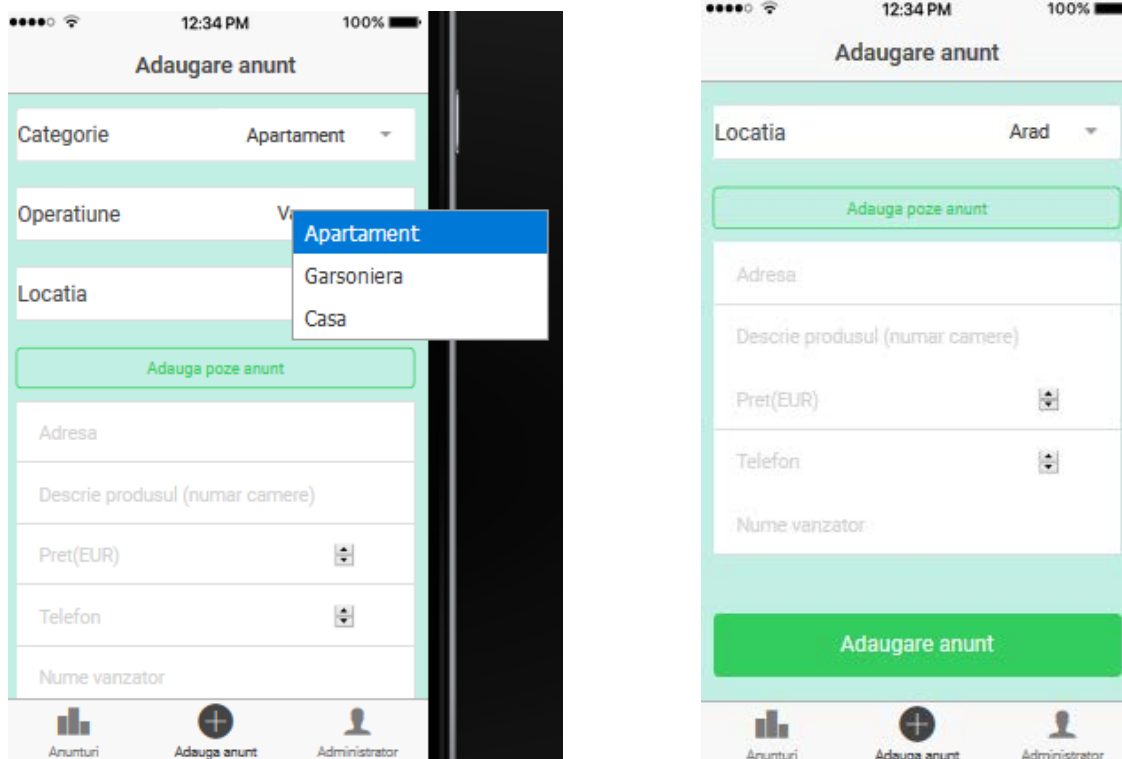 12:34 PM 100%
Adaugare anunt
Categorie Apartament
Operatiune
Apartament
Garsoniera
Casa
Locatia
Adauga poze anunt
Adresa
Descrie produsul (numar camere)
Pret(EUR)
Telefon
Nume vanzator
Anunturi Adauga anunt Administrator
12:34 PM 100%
Adaugare anunt
Locatia Arad
Adauga poze anunt
Adresa
Descrie produsul (numar camere)
Pret(EUR)
Telefon
Nume vanzator
Adaugare anunt
Anunturi Adauga anunt Administrator